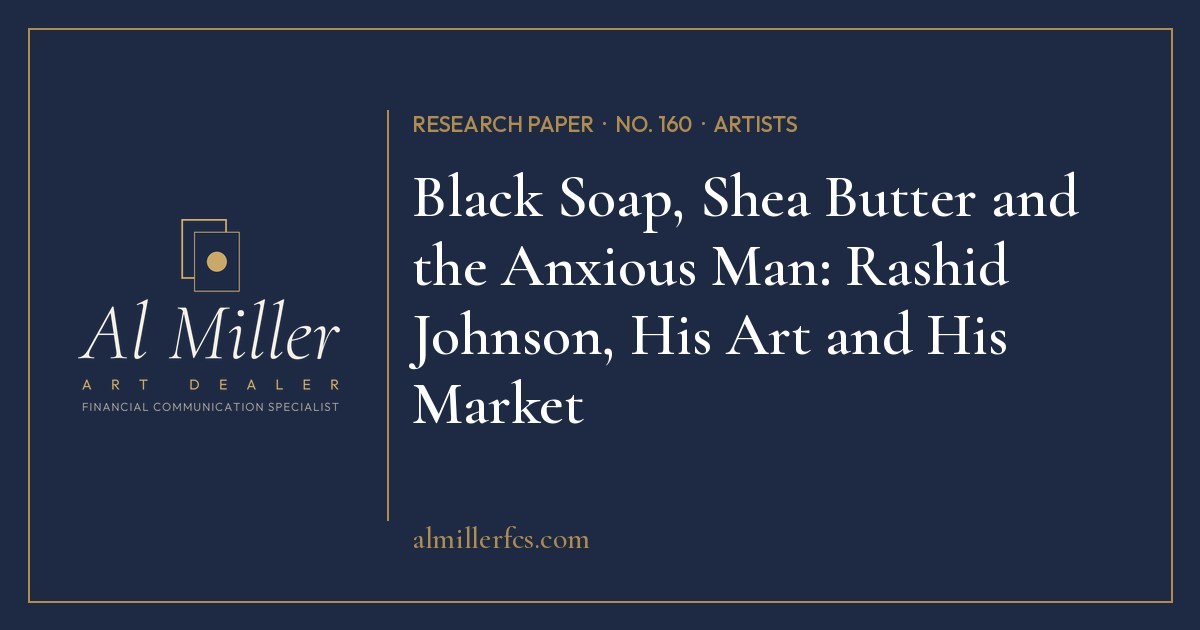 Al Miller
ART DEALER
FINANCIAL COMMUNICATION SPECIALIST
RESEARCH PAPER · NO. 160 · ARTISTS
Black Soap, Shea Butter and
the Anxious Man: Rashid
Johnson, His Art and His
Market
almillerfcs.com